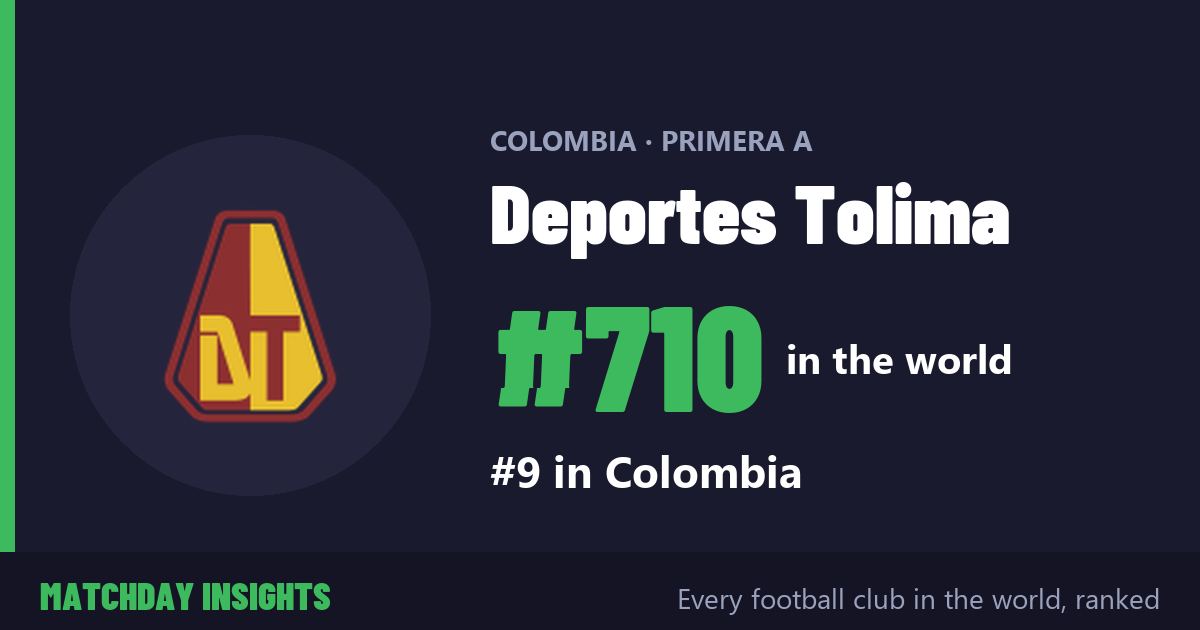 COLOMBIA · PRIMERA A
Deportes Tolima
DT
#710 in the world
#9 in Colombia
MATCHDAY INSIGHTS
Every football club in the world, ranked